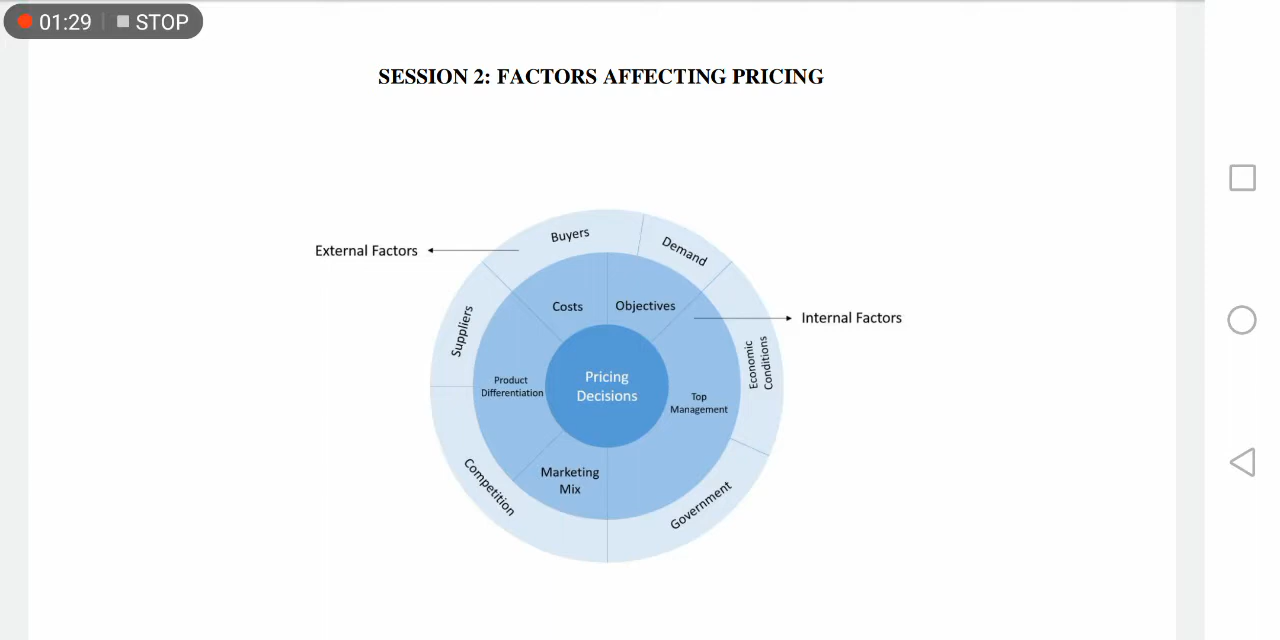 01:29 STOP
SESSION 2: FACTORS AFFECTING PRICING
Buyers
Demand
External Factors
Costs
Objectives
Internal Factors
Suppliers
Economic
Conditions
Pricing
Decisions
Product
Differentiation
Top
Management
Marketing
Mix
Competition
Government